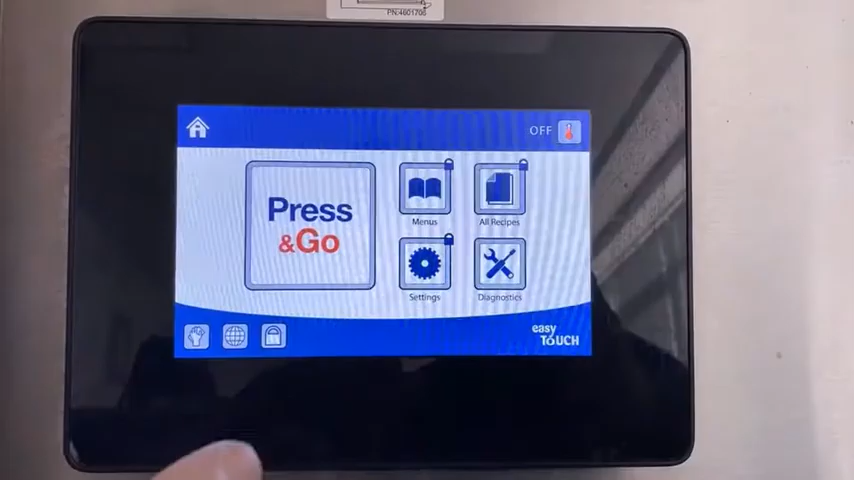 PN:4601706
OFF
Press
&Go
Menus
All Recipes
Settings
Diagnostics
easy
TOUCH